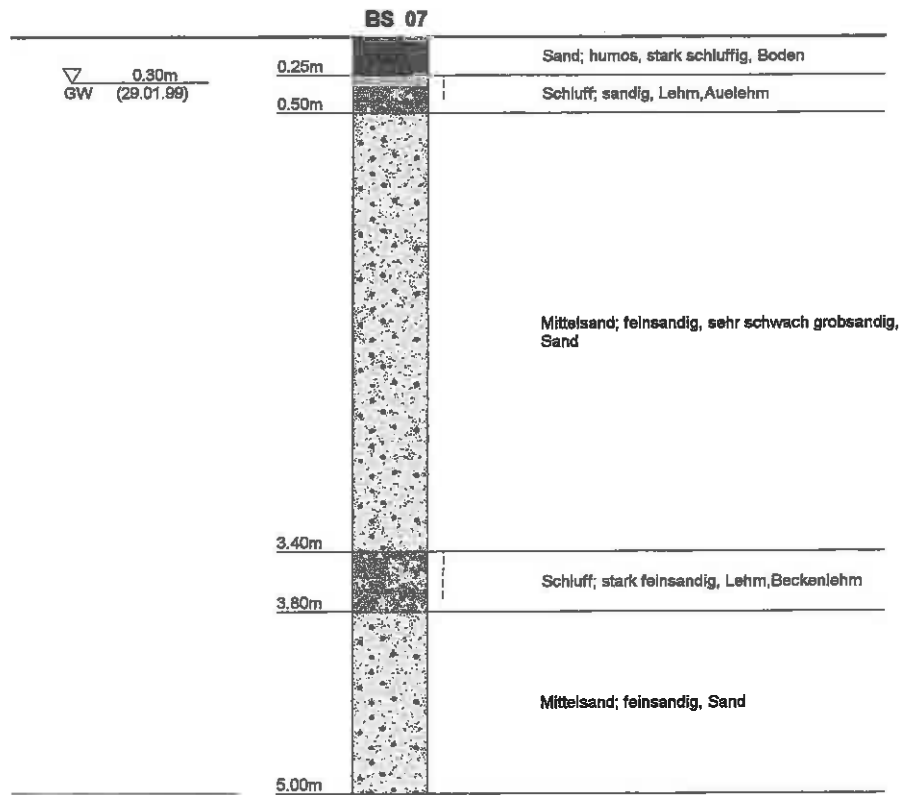 BS 07
Sand; humos, stark schluffig, Boden
0.25m
0.30m
GW (29.01.99)
Schluff; sandig, Lehm,Auelehm
0.50m
Mittelsand; feinsandig, sehr schwach grobsandig,
Sand
3.40m
Schluff; stark feinsandig, Lehm,Beckenlehm
3.80m
Mittelsand; feinsandig, Sand
5.00m